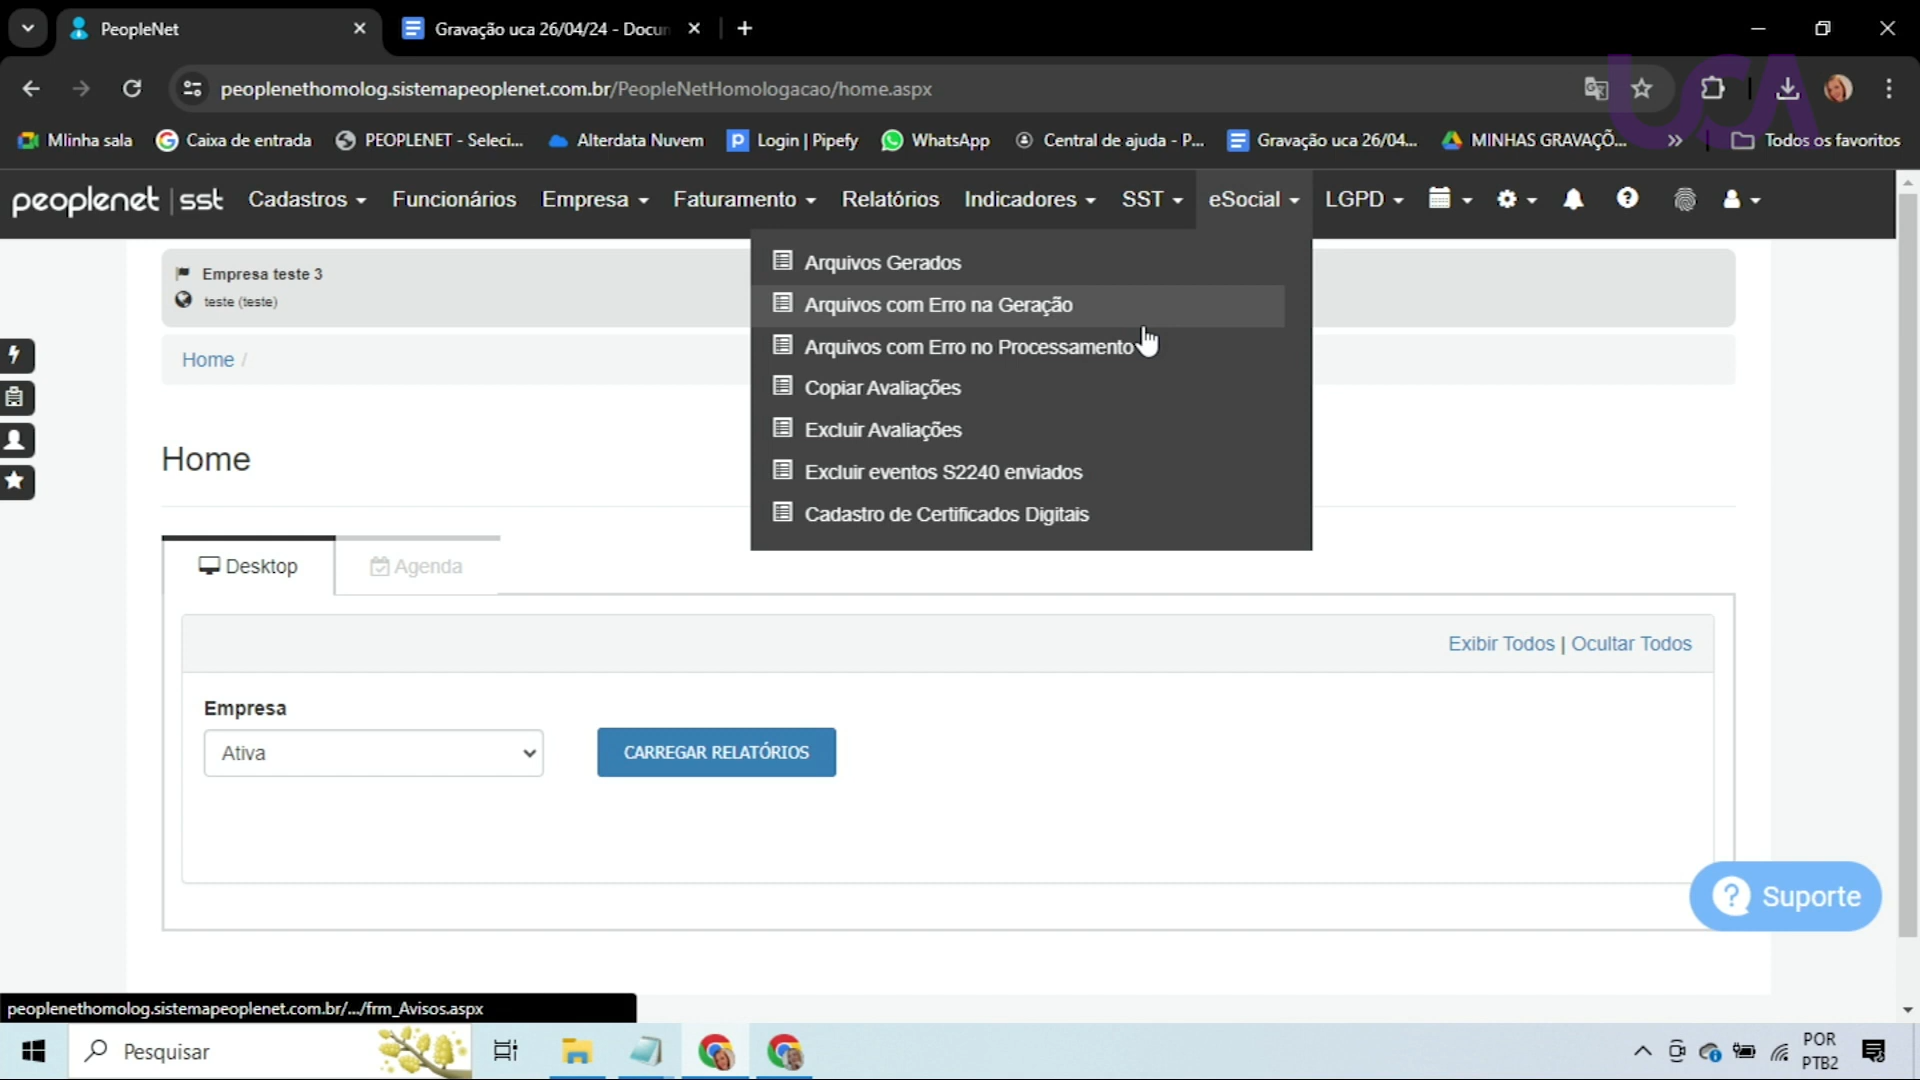 PeopleNet
Gravação uca 26/04/24 - Docu
peoplenethomolog.sistemapeoplenet.com.br/PeopleNetHomologacao/home.aspx
UCA
MIinha sala
Caixa de entrada
PEOPLENET - Seleci...
Alterdata Nuvem
Login | Pipefy
WhatsApp
Central de ajuda - P...
Gravação uca 26/04...
MINHAS GRAVAÇÕ...
Todos os favoritos
peoplenet | sst
Cadastros
Funcionários
Empresa
Faturamento
Relatórios
Indicadores
SST
eSocial
LGPD
Empresa teste 3
teste (teste)
Home /
Arquivos Gerados
Arquivos com Erro na Geração
Arquivos com Erro no Processamento
Copiar Avaliações
Excluir Avaliações
Excluir eventos S2240 enviados
Cadastro de Certificados Digitais
Home
Desktop
Agenda
Exibir Todos | Ocultar Todos
Empresa
Ativa
CARREGAR RELATÓRIOS
Suporte
peoplenethomolog.sistemapeoplenet.com.br/.../frm_Avisos.aspx
Pesquisar
POR
PTB2